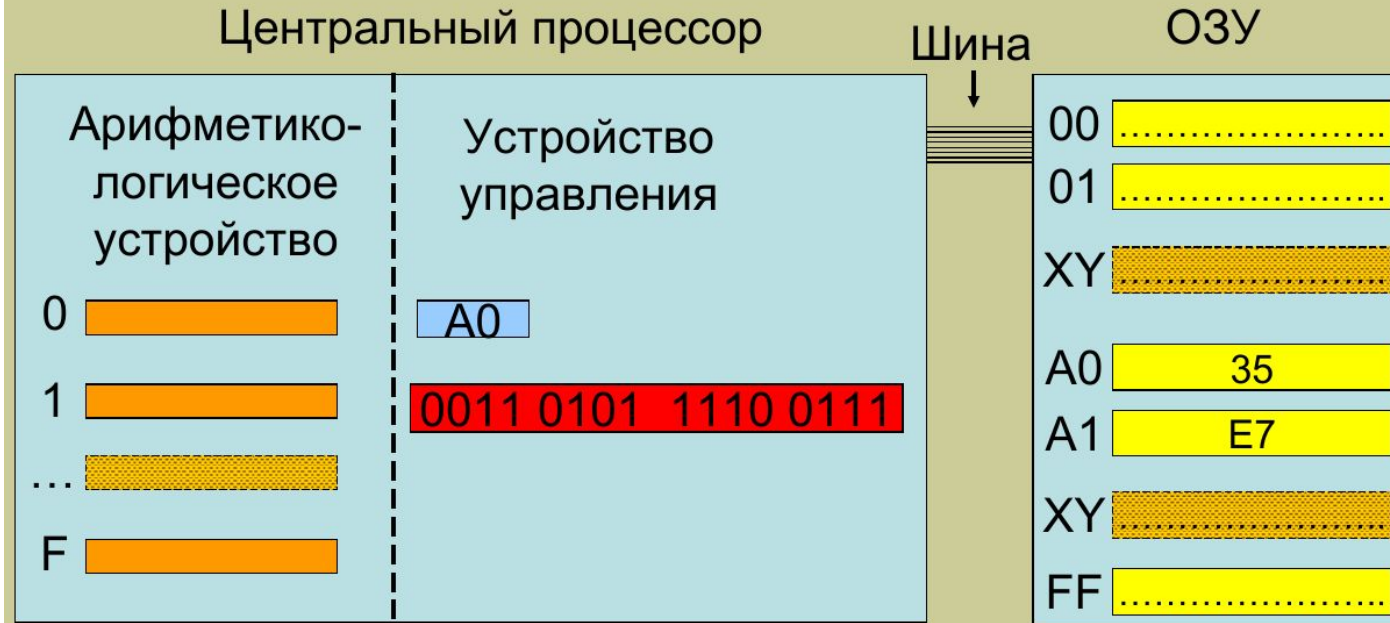 Центральный процессор
Шина
ОЗУ
Арифметико-
логическое
устройство
0
1
...
F
Устройство
управления
A0
0011 0101 1110 0111
00 ........................
01 ........................
XY ........................
A0 35
A1 E7
XY ........................
FF ........................